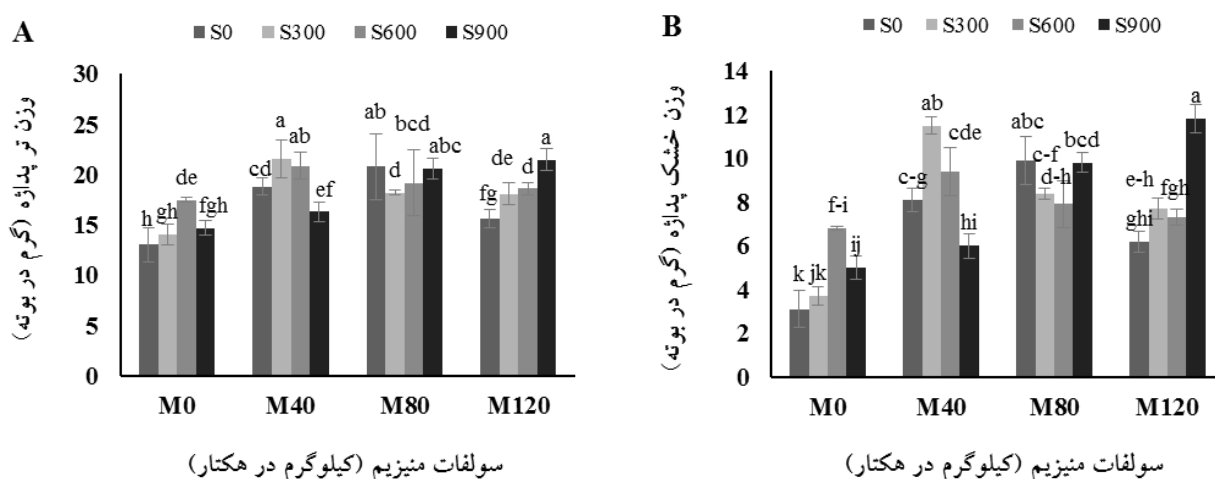 A
S0 S300 S600 S900
وزن تر پداژه (گرم در بوته)
30
25
20
15
10
5
0
h gh de fgh
cd a ab ef
ab d bcd abc
fg de d a
M0 M40 M80 M120
سولفات منیزیم (کیلوگرم در هکتار)
B
S0 S300 S600 S900
وزن خشک پداژه (گرم در بوته)
14
12
10
8
6
4
2
0
k jk f-i ij
c-g ab cde hi
abc c-f d-h bcd
ghi e-h fgh a
M0 M40 M80 M120
سولفات منیزیم (کیلوگرم در هکتار)